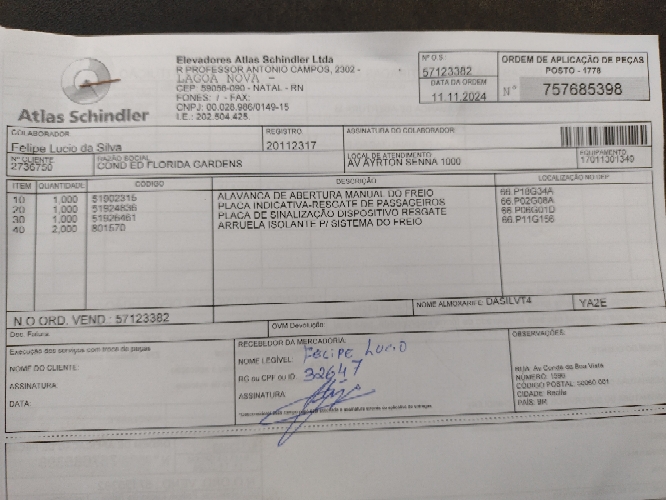 Atlas Schindler
Elevadores Atlas Schindler Ltda
R PROFESSOR ANTONIO CAMPOS, 2302 -
LAGOA NOVA -
CEP: 59056-090 - NATAL - RN
FONES: / - FAX:
CNPJ: 00.028.986/0149-15
I.E.: 202.504.425
Nº O.S.
57123382
DATA DA ORDEM
11.11.2024
ORDEM DE APLICAÇÃO DE PEÇAS
POSTO - 1778
Nº 757685398
COLABORADOR
Felipe Lucio da Silva
REGISTRO
20112317
ASSINATURA DO COLABORADOR
Nº CLIENTE
2736750
RAZÃO SOCIAL
COND ED FLORIDA GARDENS
LOCAL DE ATENDIMENTO
AV AYRTON SENNA 1000
EQUIPAMENTO
17011301340
ITEM QUANTIDADE CODIGO DESCRIÇÃO LOCALIZAÇÃO NO DEP
10 1,000 51902315 ALAVANCA DE ABERTURA MANUAL DO FREIO 66.P18G04A
20 1,000 51924836 PLACA INDICATIVA-RESGATE DE PASSAGEIROS 66.P02G08A
30 1,000 51926461 PLACA DE SINALIZAÇÃO DISPOSITIVO RESGATE 66.P06G01D
40 2,000 801570 ARRUELA ISOLANTE P/ SISTEMA DO FREIO 66.P11G156
NOME ALMOXARIFE: DASILVT4 YA2E
N.O ORD. VEND : 57123382
Doc. Fatura:
OVM Devolução:
Execução dos serviços com troca de peças
NOME DO CLIENTE:
ASSINATURA:
DATA:
RECEBEDOR DA MERCADORIA:
NOME LEGÍVEL: FELIPE LUCIO
RG ou CPF ou ID: 32647
ASSINATURA
OBSERVAÇÕES:
RUA: Av Conde da Boa Vista
NÚMERO: 1596
CÓDIGO POSTAL: 50060 001
CIDADE: Recife
PAÍS: BR